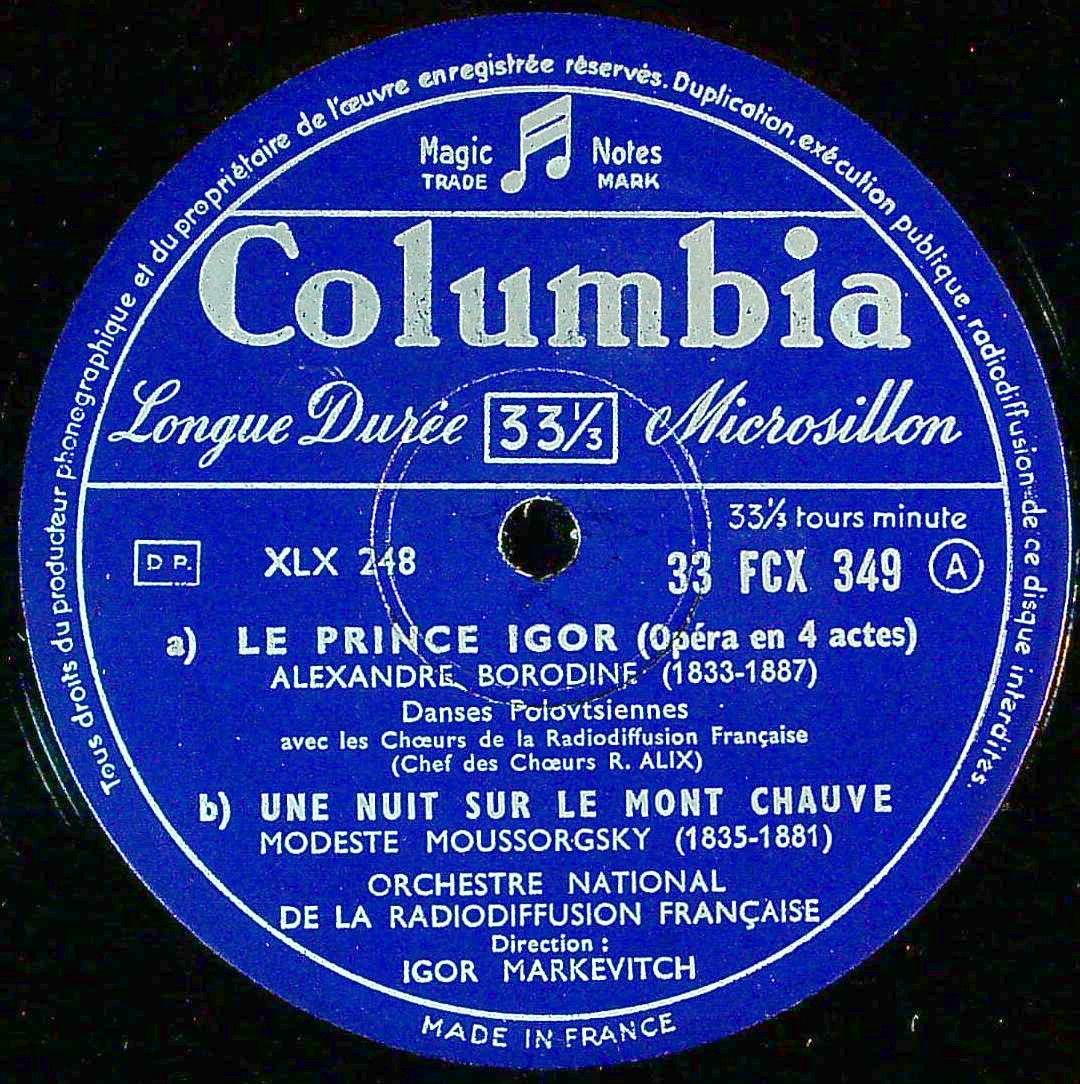 Tous droits du producteur phonographique et du propriétaire de l'œuvre enregistrée réservés. Duplication, exécution publique, radiodiffusion de ce disque interdites.
Magic Notes
TRADE MARK
Columbia
Longue Durée 33⅓ Microsillon
33⅓ tours minute
D P. XLX 248 33 FCX 349 A
a) LE PRINCE IGOR (Opéra en 4 actes)
ALEXANDRE BORODINE (1833-1887)
Danses Polovtsiennes
avec les Chœurs de la Radiodiffusion Française
(Chef des Chœurs R. ALIX)
b) UNE NUIT SUR LE MONT CHAUVE
MODESTE MOUSSORGSKY (1835-1881)
ORCHESTRE NATIONAL
DE LA RADIODIFFUSION FRANÇAISE
Direction :
IGOR MARKEVITCH
MADE IN FRANCE